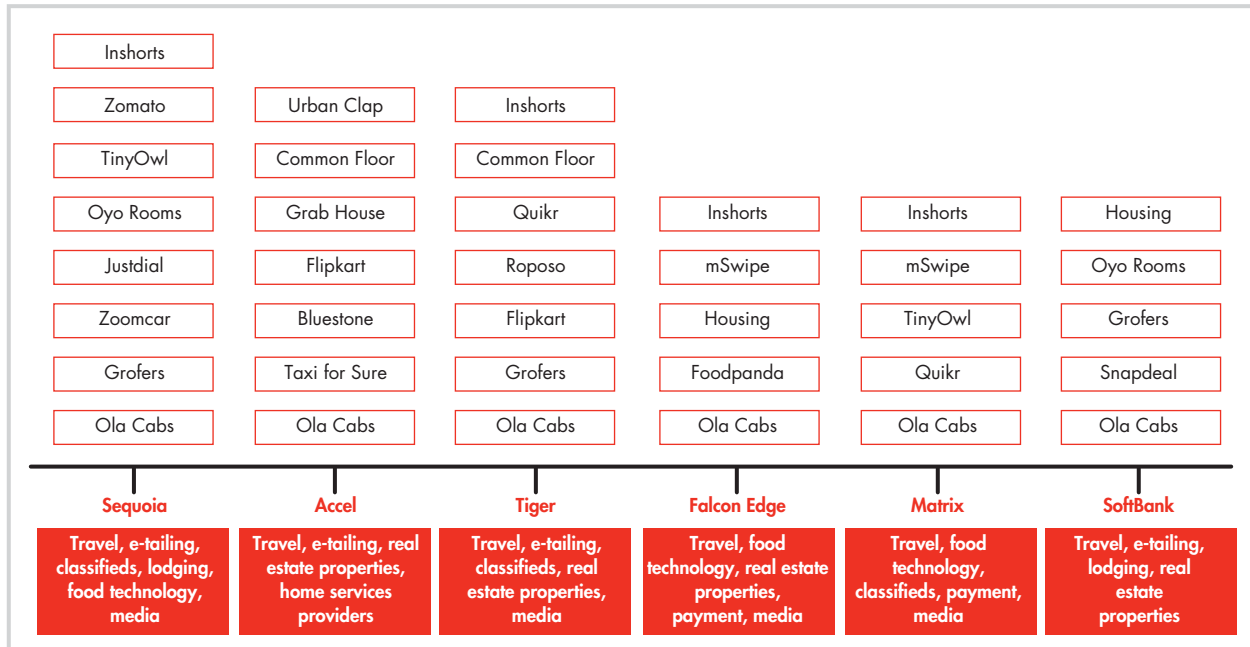 Inshorts
Zomato
Urban Clap
Inshorts
TinyOwl
Common Floor
Common Floor
Oyo Rooms
Grab House
Quikr
Inshorts
Inshorts
Housing
Justdial
Flipkart
Roposo
mSwipe
mSwipe
Oyo Rooms
Zoomcar
Bluestone
Flipkart
Housing
TinyOwl
Grofers
Grofers
Taxi for Sure
Grofers
Foodpanda
Quikr
Snapdeal
Ola Cabs
Ola Cabs
Ola Cabs
Ola Cabs
Ola Cabs
Ola Cabs
Sequoia
Accel
Tiger
Falcon Edge
Matrix
SoftBank
Travel, e-tailing,
classifieds, lodging,
food technology,
media
Travel, e-tailing, real
estate properties,
home services
providers
Travel, e-tailing,
classifieds, real
estate properties,
media
Travel, food
technology, real estate
properties,
payment, media
Travel, food
technology,
classifieds, payment,
media
Travel, e-tailing,
lodging, real
estate
properties